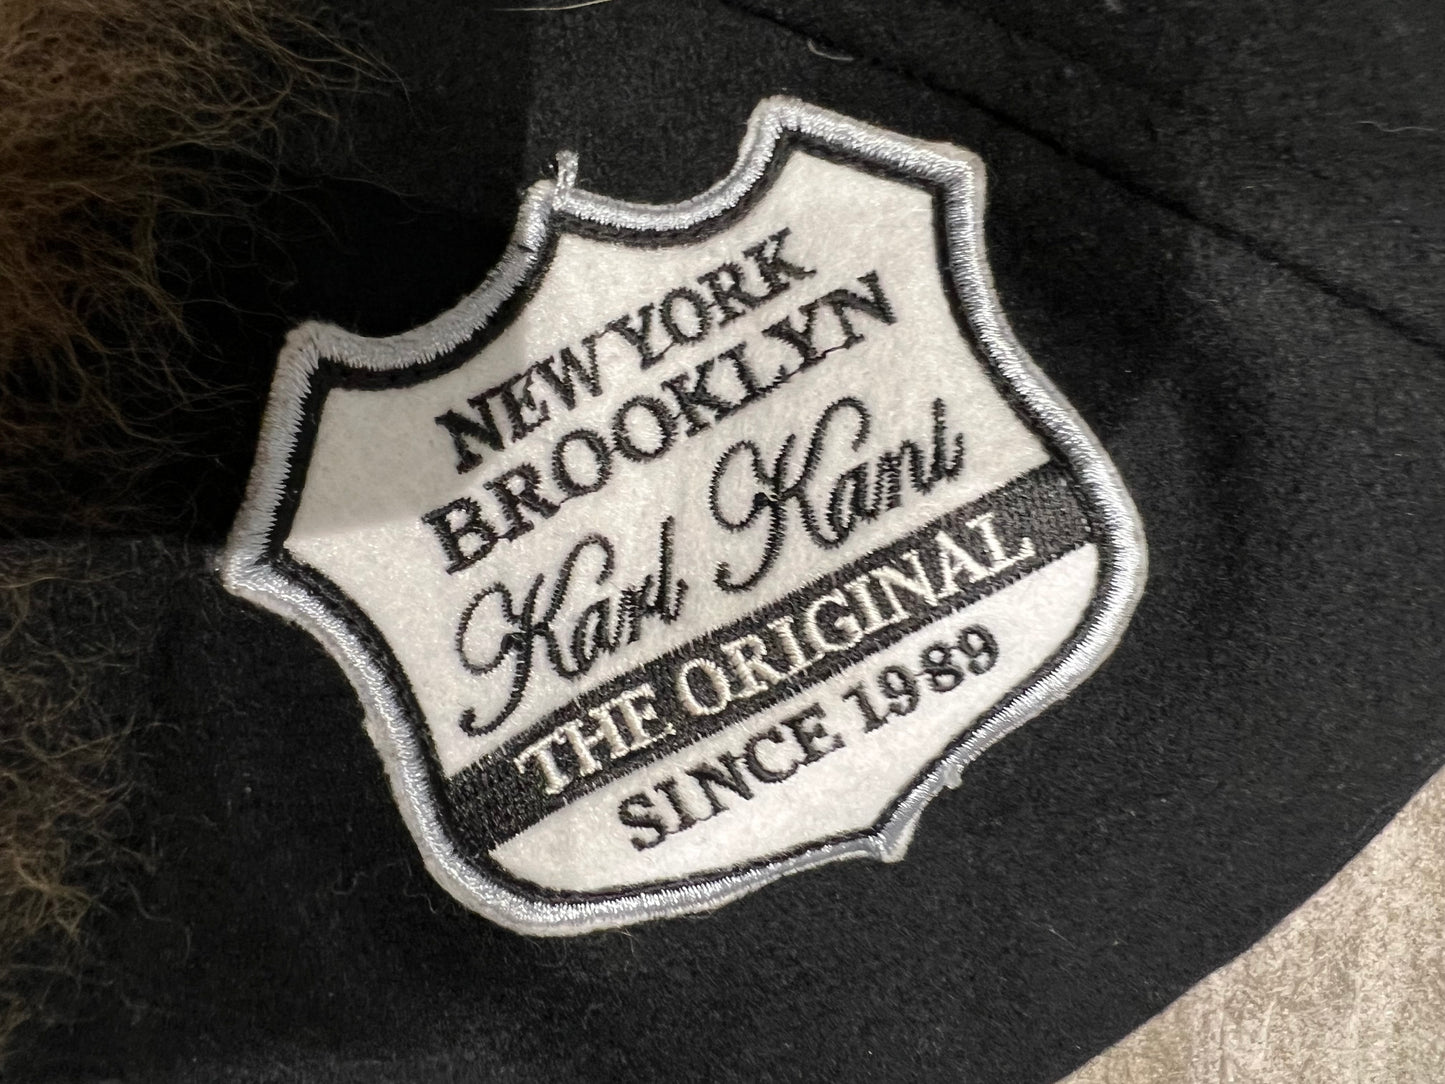 NEW YORK
BROOKLYN
Karl Kani
THE ORIGINAL
SINCE 1989